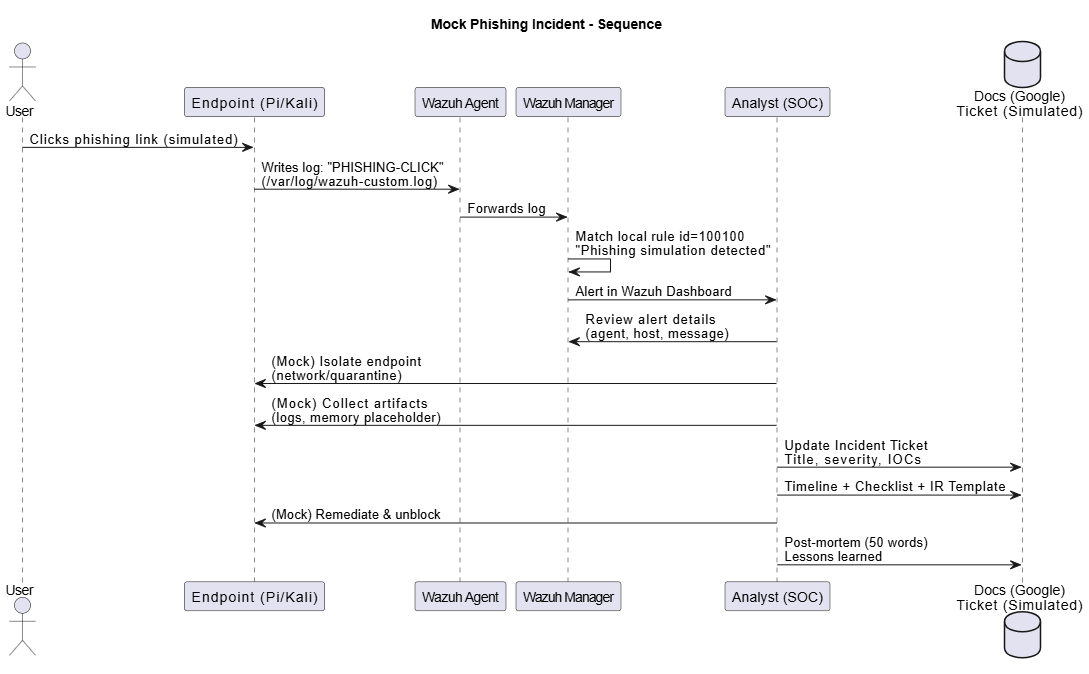 Mock Phishing Incident - Sequence
User
Endpoint (Pi/Kali)
Wazuh Agent
Wazuh Manager
Analyst (SOC)
Docs (Google)
Ticket (Simulated)
Clicks phishing link (simulated)
Writes log: "PHISHING-CLICK"
(/var/log/wazuh-custom.log)
Forwards log
Match local rule id=100100
"Phishing simulation detected"
Alert in Wazuh Dashboard
Review alert details
(agent, host, message)
(Mock) Isolate endpoint
(network/quarantine)
(Mock) Collect artifacts
(logs, memory placeholder)
Update Incident Ticket
Title, severity, IOCs
Timeline + Checklist + IR Template
(Mock) Remediate & unblock
Post-mortem (50 words)
Lessons learned
User
Endpoint (Pi/Kali)
Wazuh Agent
Wazuh Manager
Analyst (SOC)
Docs (Google)
Ticket (Simulated)